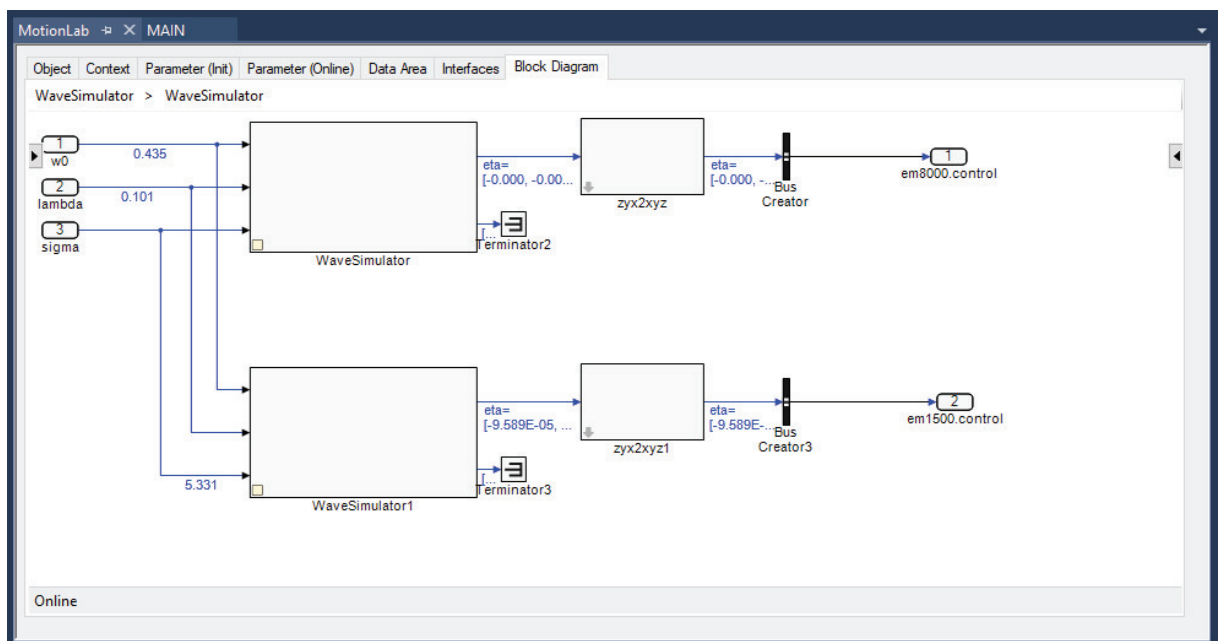 MotionLab MAIN
Object Context Parameter (Init) Parameter (Online) Data Area Interfaces Block Diagram
WaveSimulator > WaveSimulator
1
w0
0.435
2
lambda
0.101
3
sigma
WaveSimulator
eta=
[-0.000, -0.00...
[...
Terminator2
zyx2xyz
eta=
[-0.000, -...
Bus
Creator
1
em8000.control
5.331
WaveSimulator1
eta=
[-9.589E-05, ...
[...
Terminator3
zyx2xyz1
eta=
[-9.589E-...
Bus
Creator3
2
em1500.control
Online